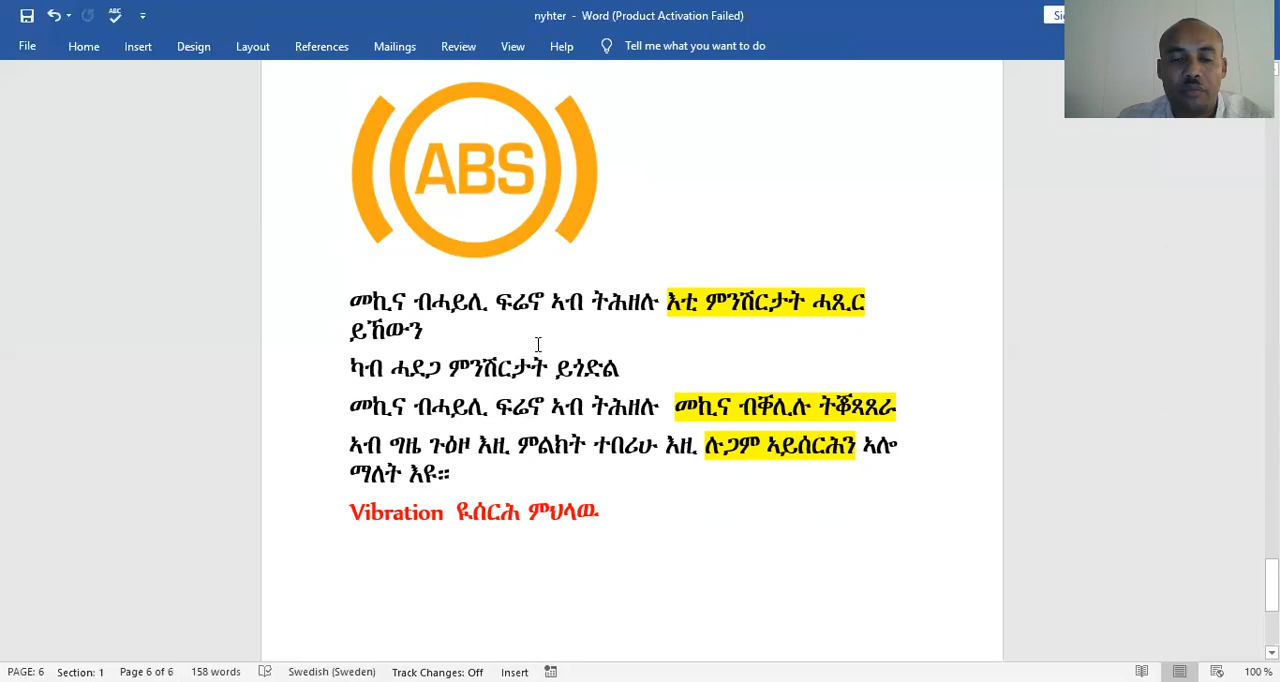 nyhter - Word (Product Activation Failed)
File Home Insert Design Layout References Mailings Review View Help Tell me what you want to do
ABS
መኪና ብሓይሊ ፍሬኖ ኣብ ትሕዘሉ እቲ ምንሽርታት ሓጺር
ይኸውን
ካብ ሓደጋ ምንሽርታት ይጎድል
መኪና ብሓይሊ ፍሬኖ ኣብ ትሕዘሉ መኪና ብቐሊሉ ትቖጻጸራ
ኣብ ግዜ ጉዕዞ እዚ ምልክት ተበሪሁ እዚ ሉጋም ኣይሰርሕን ኣሎ
ማለት እዩ።
Vibration ዪሰርሕ ምህላዉ
PAGE: 6 Section: 1 Page 6 of 6 158 words Swedish (Sweden) Track Changes: Off Insert 100 %